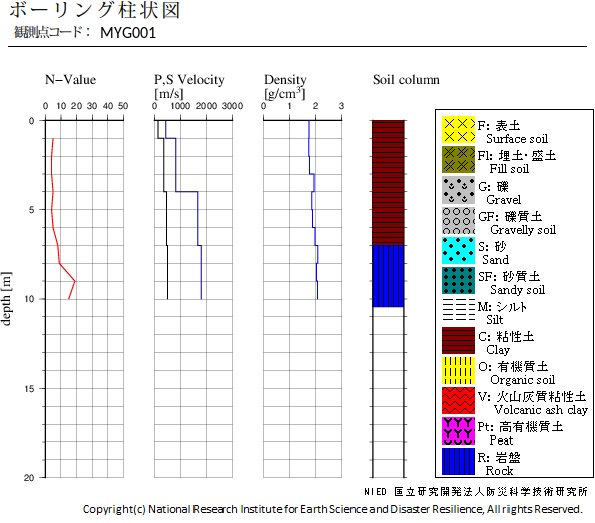 ボーリング柱状図
観測点コード： MYG001
N−Value P,S Velocity Density Soil column
[m/s] [g/cm3]
0 10 20 30 40 50 0 1000 2000 3000 0 1 2 3
0
5
10
15
20
depth [m]
F: 表土
Surface soil
Fl: 埋土・盛土
Fill soil
G: 礫
Gravel
GF: 礫質土
Gravelly soil
S: 砂
Sand
SF: 砂質土
Sandy soil
M: シルト
Silt
C: 粘性土
Clay
O: 有機質土
Organic soil
V: 火山灰質粘性土
Volcanic ash clay
Pt: 高有機質土
Peat
R: 岩盤
Rock
NIED 国立研究開発法人防災科学技術研究所
Copyright(c) National Research Institute for Earth Science and Disaster Resilience, All rights Reserved.